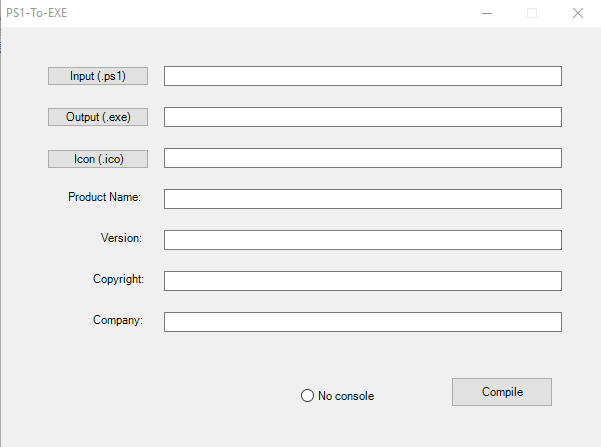 PS1-To-EXE
Input (.ps1)
Output (.exe)
Icon (.ico)
Product Name:
Version:
Copyright:
Company:
No console
Compile